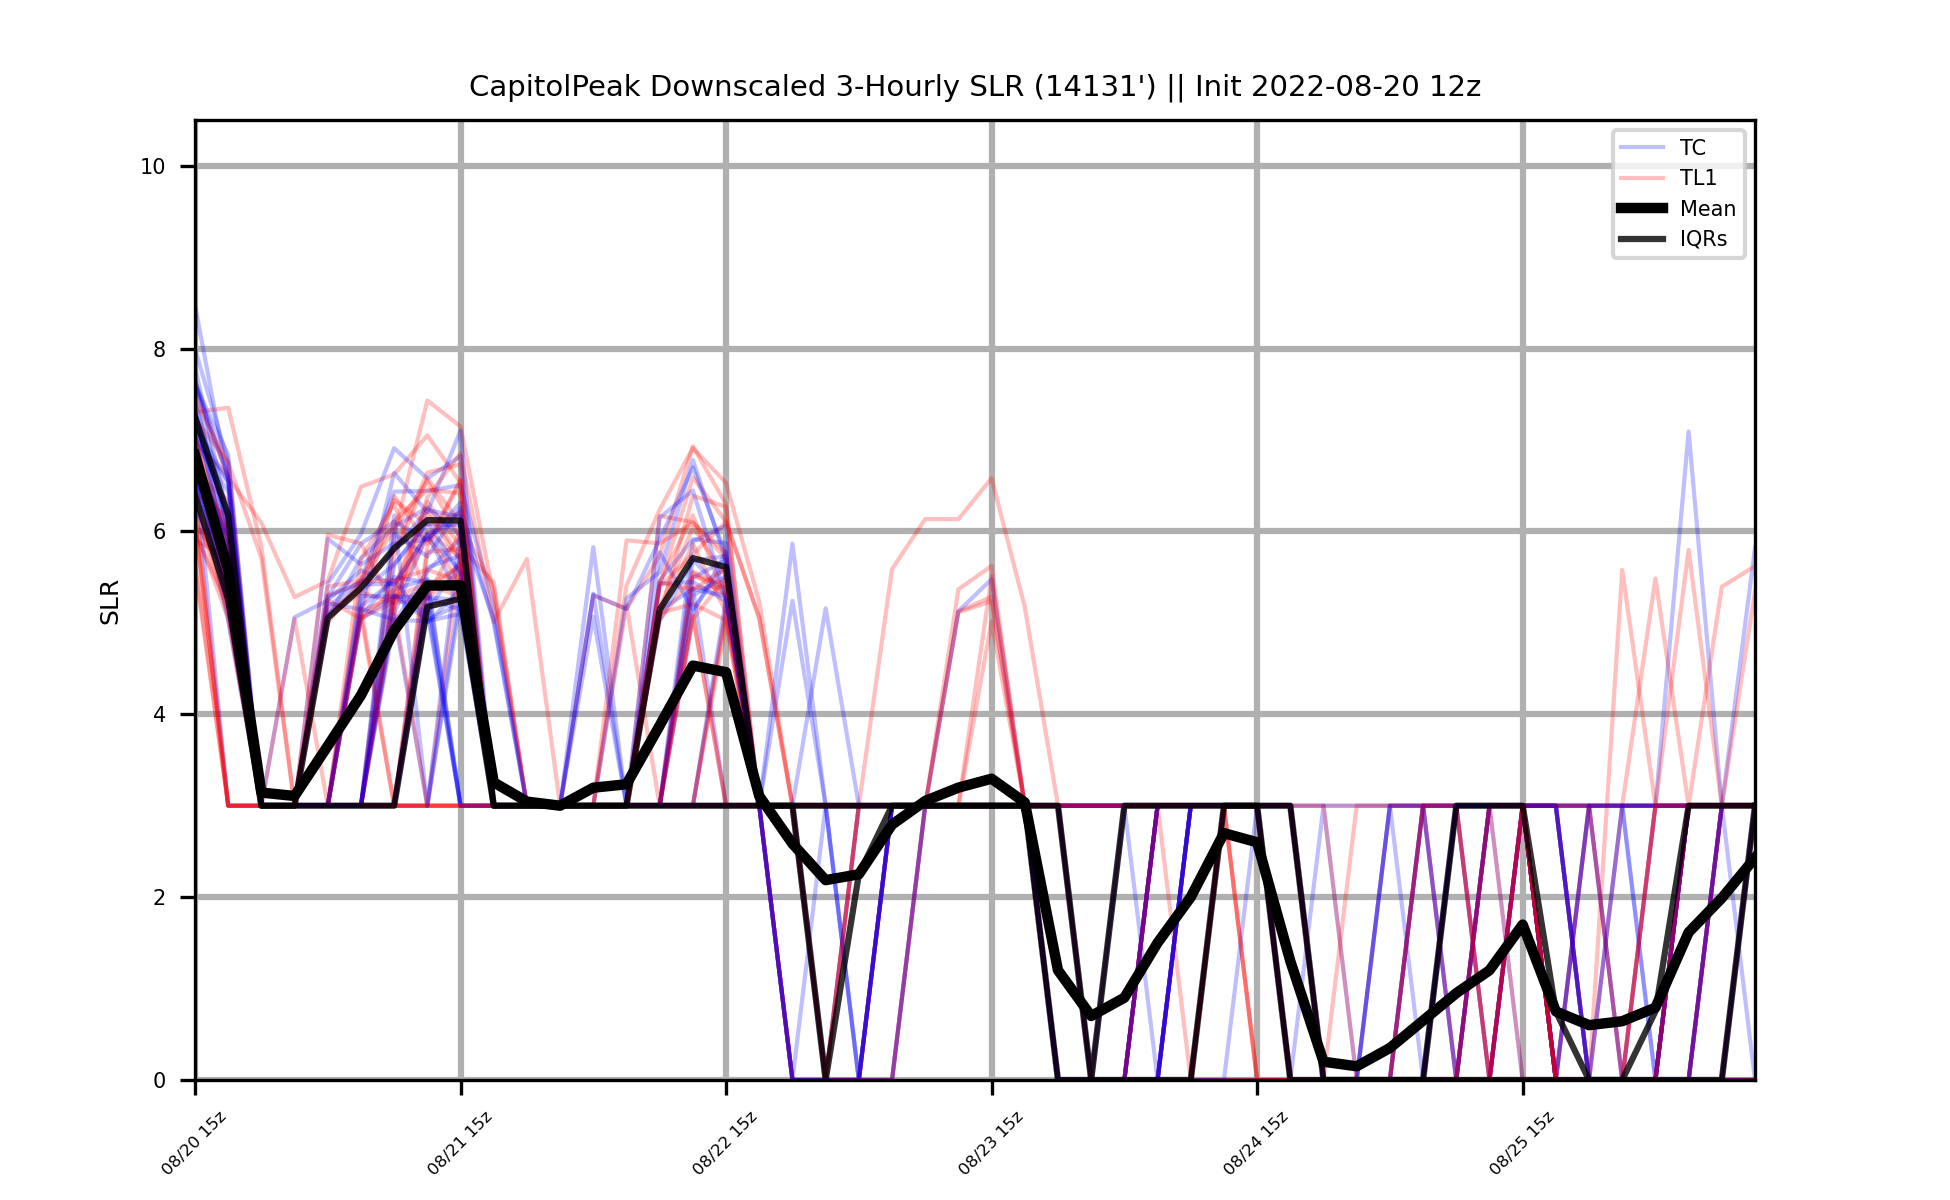 CapitolPeak Downscaled 3-Hourly SLR (14131') || Init 2022-08-20 12z
TC
TL1
Mean
IQRs
SLR
10
8
6
4
2
0
08/20 15z
08/21 15z
08/22 15z
08/23 15z
08/24 15z
08/25 15z